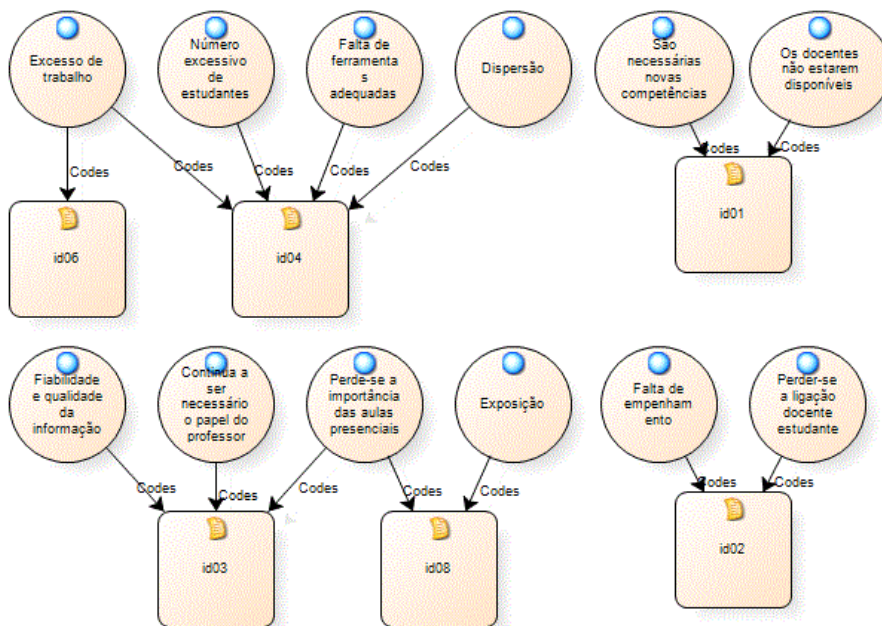 Excesso de
trabalho
Número
excessivo
de
estudantes
Falta de
ferramenta
s
adequadas
Dispersão
São
necessárias
novas
competências
Os docentes
não estarem
disponíveis
Codes
Codes
Codes
Codes
Codes
Codes
Codes
id06
id04
id01
Fiabilidade
e qualidade
da
informação
Continua a
ser
necessário
o papel do
professor
Perde-se a
importância
das aulas
presenciais
Exposição
Falta de
empenham
ento
Perder-se
a ligação
docente
estudante
Codes
Codes
Codes
Codes
Codes
Codes
Codes
id03
id08
id02